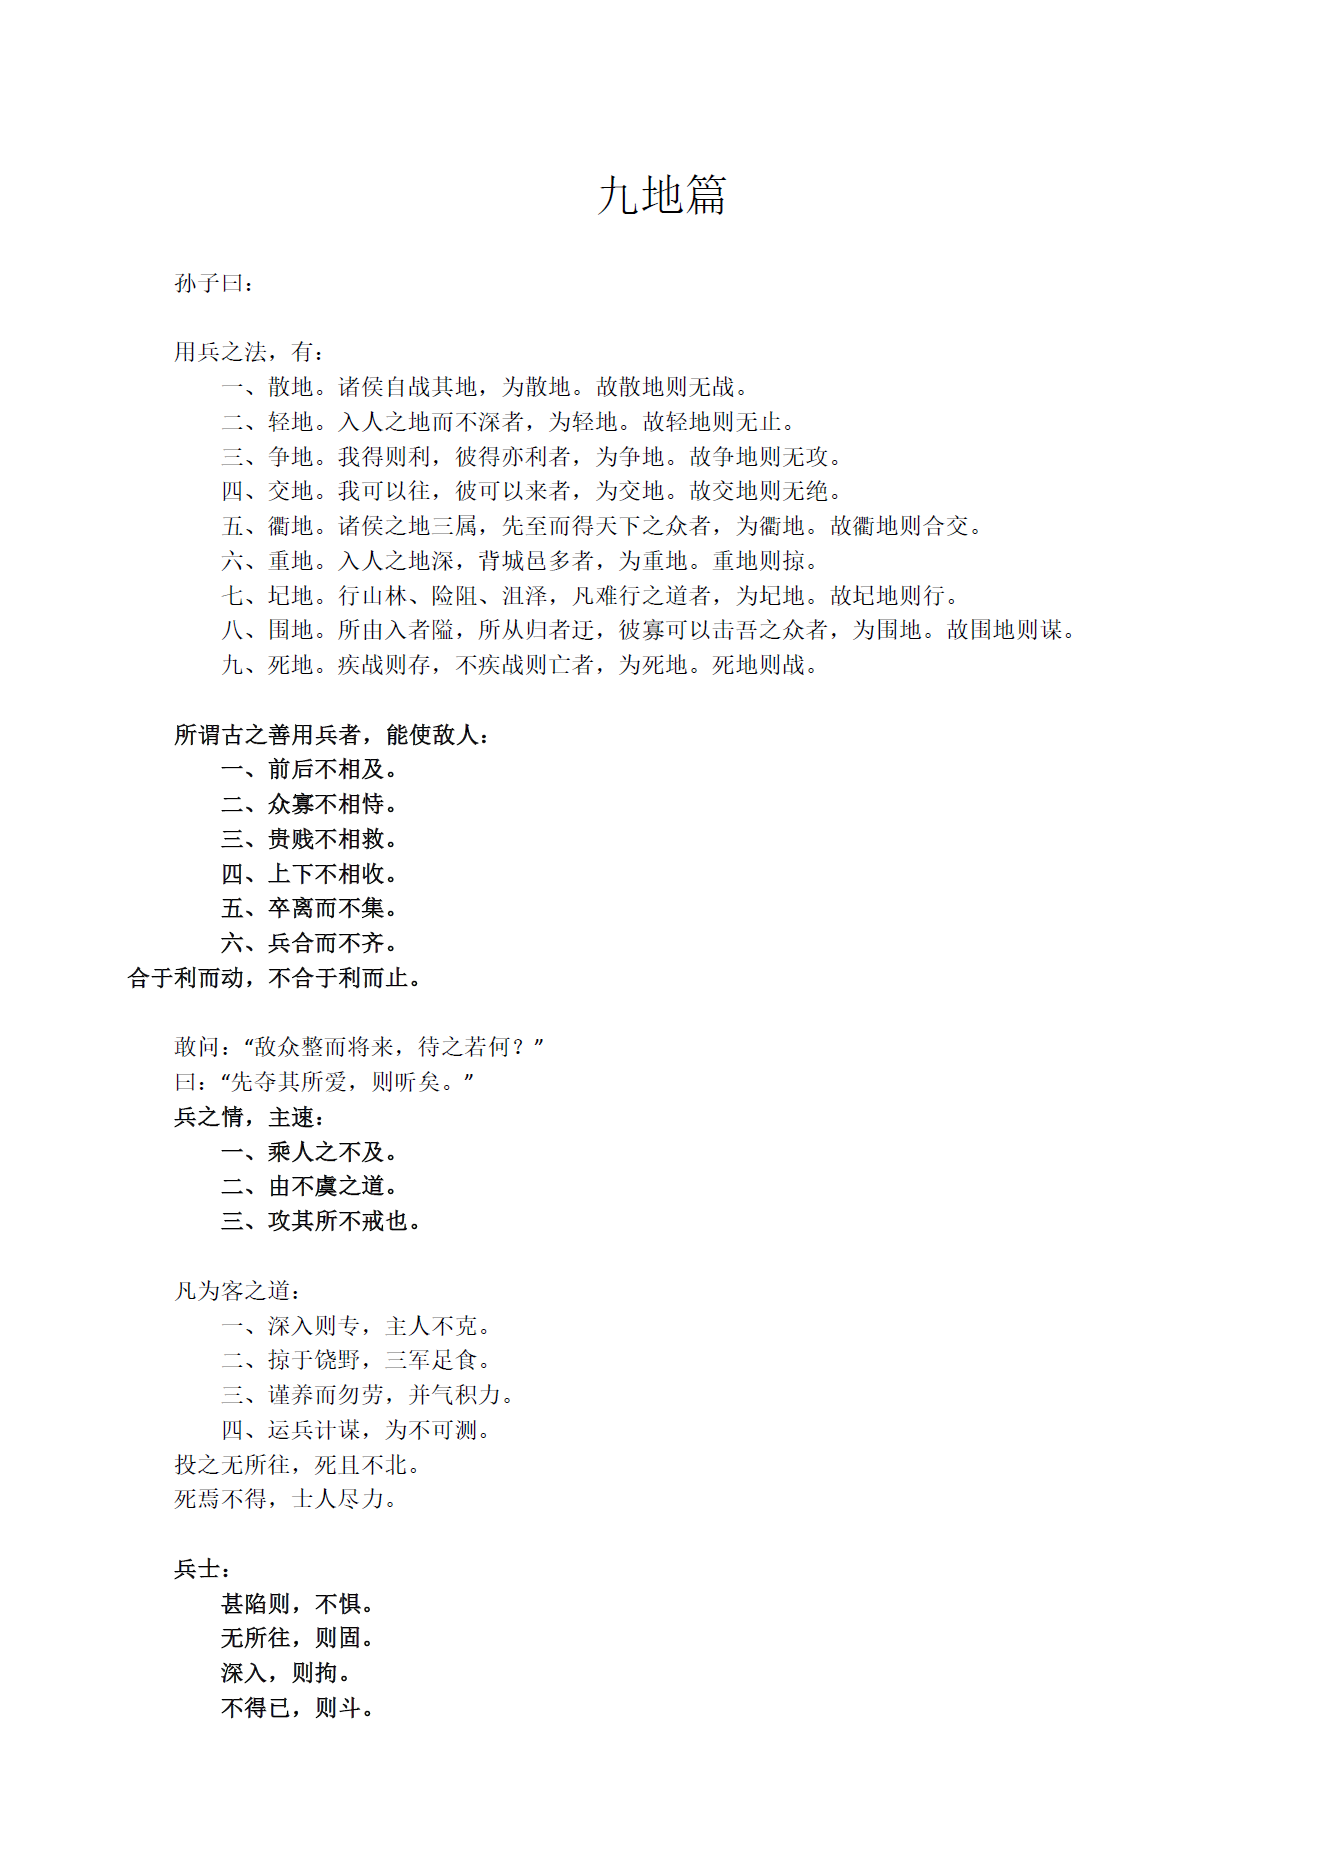 九地篇
孙子曰：
用兵之法，有：
一、散地。诸侯自战其地，为散地。故散地则无战。
二、轻地。入人之地而不深者，为轻地。故轻地则无止。
三、争地。我得则利，彼得亦利者，为争地。故争地则无攻。
四、交地。我可以往，彼可以来者，为交地。故交地则无绝。
五、衢地。诸侯之地三属，先至而得天下之众者，为衢地。故衢地则合交。
六、重地。入人之地深，背城邑多者，为重地。重地则掠。
七、圮地。行山林、险阻、沮泽，凡难行之道者，为圮地。故圮地则行。
八、围地。所由入者隘，所从归者迂，彼寡可以击吾之众者，为围地。故围地则谋。
九、死地。疾战则存，不疾战则亡者，为死地。死地则战。
所谓古之善用兵者，能使敌人：
一、前后不相及。
二、众寡不相恃。
三、贵贱不相救。
四、上下不相收。
五、卒离而不集。
六、兵合而不齐。
合于利而动，不合于利而止。
敢问：“敌众整而将来，待之若何？”
曰：“先夺其所爱，则听矣。”
兵之情，主速：
一、乘人之不及。
二、由不虞之道。
三、攻其所不戒也。
凡为客之道：
一、深入则专，主人不克。
二、掠于饶野，三军足食。
三、谨养而勿劳，并气积力。
四、运兵计谋，为不可测。
投之无所往，死且不北。
死焉不得，士人尽力。
兵士：
甚陷则，不惧。
无所往，则固。
深入，则拘。
不得已，则斗。